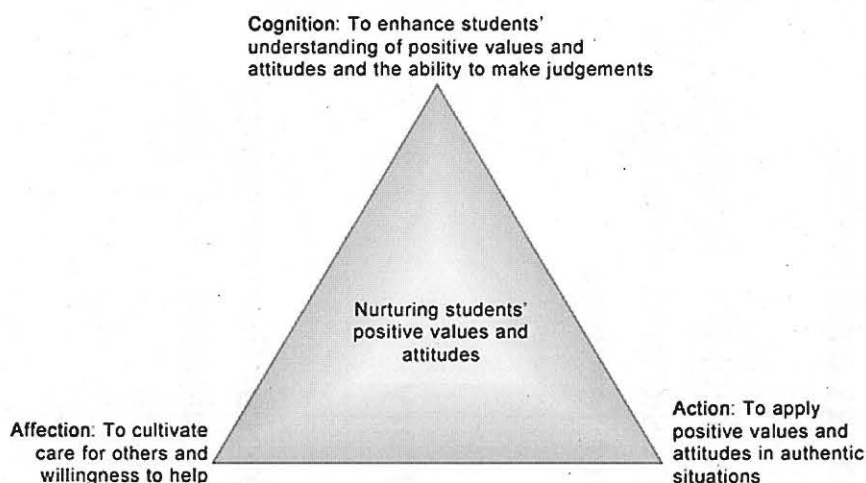 Cognition: To enhance students'
understanding of positive values and
attitudes and the ability to make judgements
Nurturing students'
positive values and
attitudes
Affection: To cultivate
care for others and
willingness to help
Action: To apply
positive values and
attitudes in authentic
situations